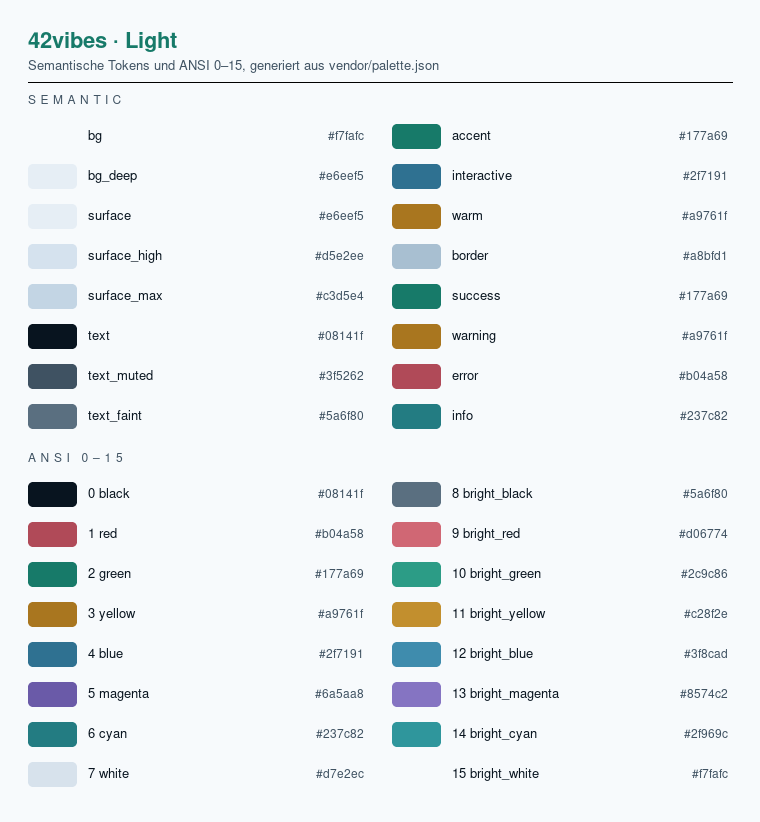 42vibes · Light
Semantische Tokens und ANSI 0–15, generiert aus vendor/palette.json
SEMANTIC
bg #f7fafc accent #177a69
bg_deep #e6eef5 interactive #2f7191
surface #e6eef5 warm #a9761f
surface_high #d5e2ee border #a8bfd1
surface_max #c3d5e4 success #177a69
text #08141f warning #a9761f
text_muted #3f5262 error #b04a58
text_faint #5a6f80 info #237c82
ANSI 0–15
0 black #08141f 8 bright_black #5a6f80
1 red #b04a58 9 bright_red #d06774
2 green #177a69 10 bright_green #2c9c86
3 yellow #a9761f 11 bright_yellow #c28f2e
4 blue #2f7191 12 bright_blue #3f8cad
5 magenta #6a5aa8 13 bright_magenta #8574c2
6 cyan #237c82 14 bright_cyan #2f969c
7 white #d7e2ec 15 bright_white #f7fafc